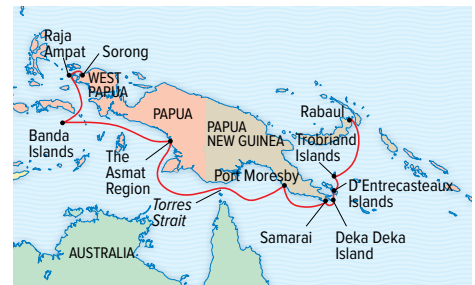 Raja
Ampat
Sorong
WEST
PAPUA
Banda
Islands
PAPUA
The
Asmat
Region
PAPUA
NEW GUINEA
Rabaul
Trobriand
Islands
Port Moresby
Torres
Strait
D'Entrecasteaux
Islands
Samarai
Deka Deka
Island
AUSTRALIA